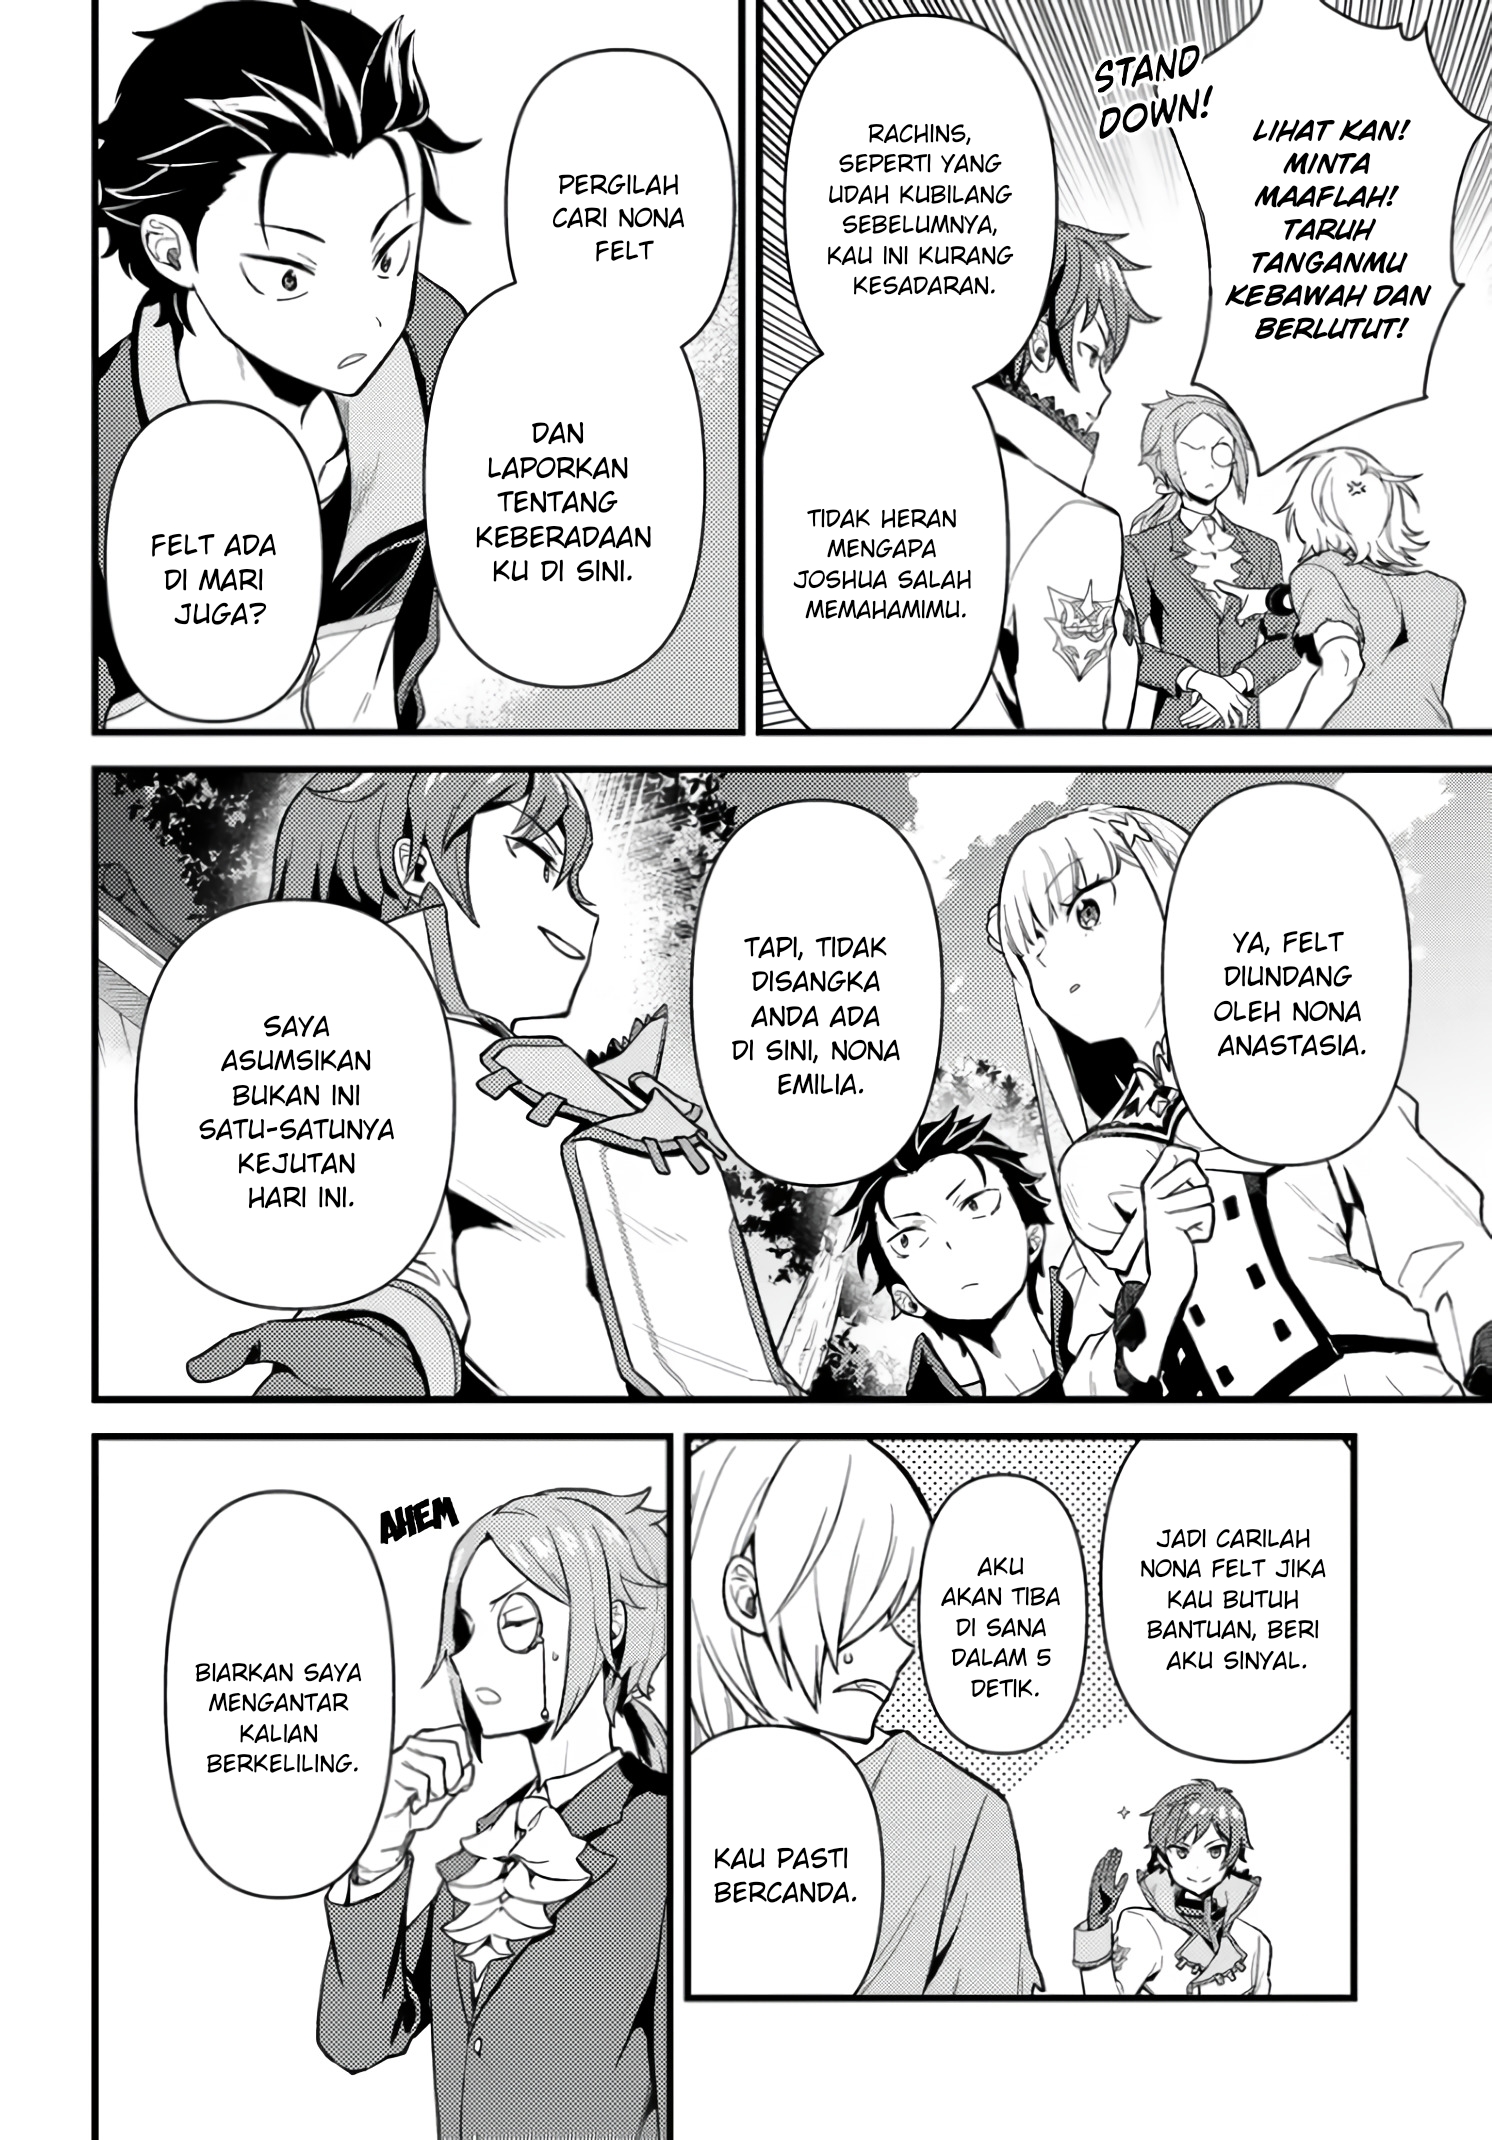 STAND
DOWN!
LIHAT KAN!
MINTA
MAAFLAH!
TARUH
TANGANMU
KEBAWAH DAN
BERLUTUT!
RACHINS,
SEPERTI YANG
UDAH KUBILANG
SEBELUMNYA,
KAU INI KURANG
KESADARAN.
TIDAK HERAN
MENGAPA
JOSHUA SALAH
MEMAHAMIMU.
PERGILAH
CARI NONA
FELT
DAN
LAPORKAN
TENTANG
KEBERADAAN
KU DI SINI.
FELT ADA
DI MARI
JUGA?
YA, FELT
DIUNDANG
OLEH NONA
ANASTASIA.
TAPI, TIDAK
DISANGKA
ANDA ADA
DI SINI, NONA
EMILIA.
SAYA
ASUMSIKAN
BUKAN INI
SATU-SATUNYA
KEJUTAN
HARI INI.
JADI CARILAH
NONA FELT JIKA
KAU BUTUH
BANTUAN, BERI
AKU SINYAL.
AKU
AKAN TIBA
DI SANA
DALAM 5
DETIK.
KAU PASTI
BERCANDA.
AHEM
BIARKAN SAYA
MENGANTAR
KALIAN
BERKELILING.